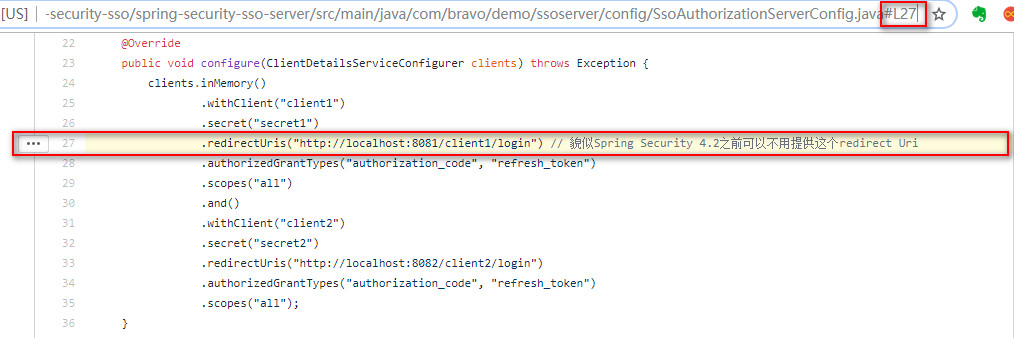 [US] | -security-sso/spring-security-sso-server/src/main/java/com/bravo/demo/ssoserver/config/SsoAuthorizationServerConfig.java#L27
22 @Override
23 public void configure(ClientDetailsServiceConfigurer clients) throws Exception {
24 clients.inMemory()
25 .withClient("client1")
26 .secret("secret1")
... 27 .redirectUris("http://localhost:8081/client1/login") // 貌似Spring Security 4.2之前可以不用提供这个redirect Uri
28 .authorizedGrantTypes("authorization_code", "refresh_token")
29 .scopes("all")
30 .and()
31 .withClient("client2")
32 .secret("secret2")
33 .redirectUris("http://localhost:8082/client2/login")
34 .authorizedGrantTypes("authorization_code", "refresh_token")
35 .scopes("all");
36 }